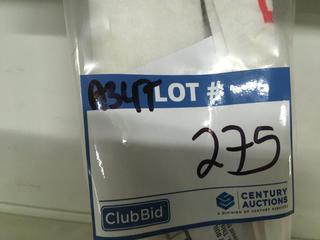 A34T LOT #
275
ClubBid
CENTURY
AUCTIONS
A DIVISION OF CENTURY SERVICES